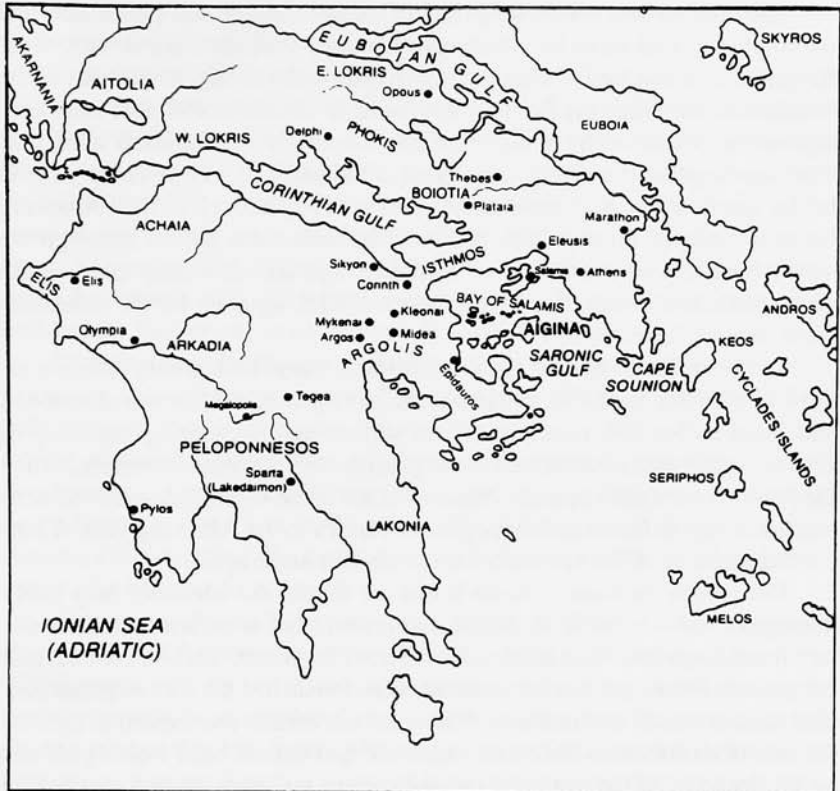 SKYROS
EUBOIAN GULF
AKARNANIA
AITOLIA
E. LOKRIS
Opous
EUBOIA
W. LOKRIS
Delphi
PHOKIS
Thebes
BOIOTIA
Plataia
CORINTHIAN GULF
Marathon
ACHAIA
Eleusis
Sikyon
ISTHMOS
Salamis
Athens
ELIS
Elis
Corinth
BAY OF SALAMIS
ANDROS
Kleonai
Mykenai
AIGINA
Olympia
ARKADIA
Argos
Midea
KEOS
ARGOLIS
SARONIC
GULF
CAPE
SOUNION
Epidauros
CYCLADES ISLANDS
Tegea
Megalopolis
PELOPONNESOS
Sparta
(Lakedaimon)
SERIPHOS
Pylos
LAKONIA
IONIAN SEA
(ADRIATIC)
MELOS